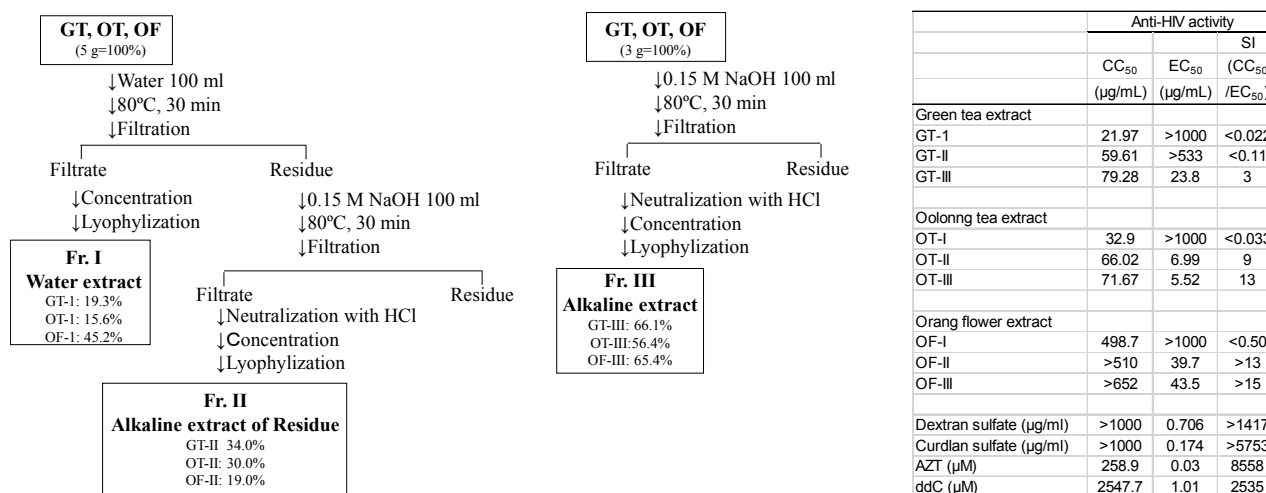 GT, OT, OF
(5 g=100%)
↓Water 100 ml
↓80ºC, 30 min
↓Filtration
Filtrate Residue
↓Concentration
↓Lyophylization
↓0.15 M NaOH 100 ml
↓80ºC, 30 min
↓Filtration
Fr. I
Water extract
GT-1: 19.3%
OT-1: 15.6%
OF-1: 45.2%
Filtrate Residue
↓Neutralization with HCl
↓Concentration
↓Lyophylization
Fr. II
Alkaline extract of Residue
GT-II 34.0%
OT-II: 30.0%
OF-II: 19.0%
GT, OT, OF
(3 g=100%)
↓0.15 M NaOH 100 ml
↓80ºC, 30 min
↓Filtration
Filtrate Residue
↓Neutralization with HCl
↓Concentration
↓Lyophylization
Fr. III
Alkaline extract
GT-III: 66.1%
OT-III:56.4%
OF-III: 65.4%
Anti-HIV activity
SI
CC50 EC50 (CC50
(µg/mL) (µg/mL) /EC50)
Green tea extract
GT-1 21.97 >1000 <0.022
GT-II 59.61 >533 <0.11
GT-III 79.28 23.8 3
Oolonng tea extract
OT-I 32.9 >1000 <0.033
OT-II 66.02 6.99 9
OT-III 71.67 5.52 13
Orang flower extract
OF-I 498.7 >1000 <0.50
OF-II >510 39.7 >13
OF-III >652 43.5 >15
Dextran sulfate (µg/ml) >1000 0.706 >1417
Curdlan sulfate (µg/ml) >1000 0.174 >5753
AZT (µM) 258.9 0.03 8558
ddC (µM) 2547.7 1.01 2535